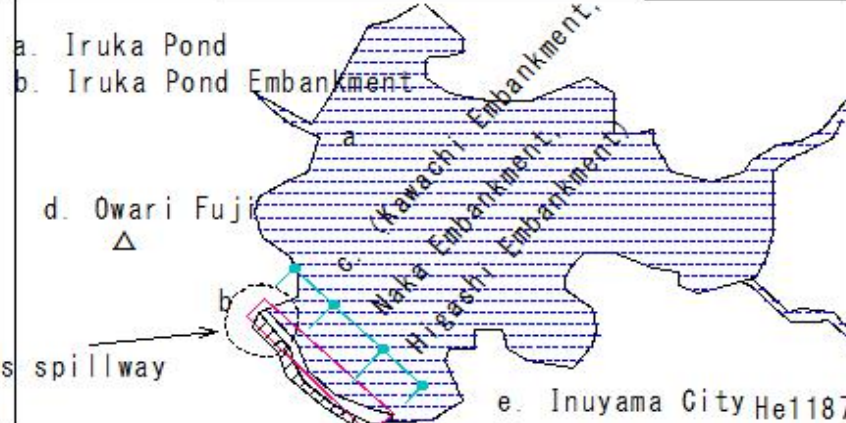 a. Iruka Pond
b. Iruka Pond Embankment
a
c. (Kawachi Embankment,
Naka Embankment,
Higashi Embankment)
d. Owari Fuji
b
s spillway
e. Inuyama City
He1187